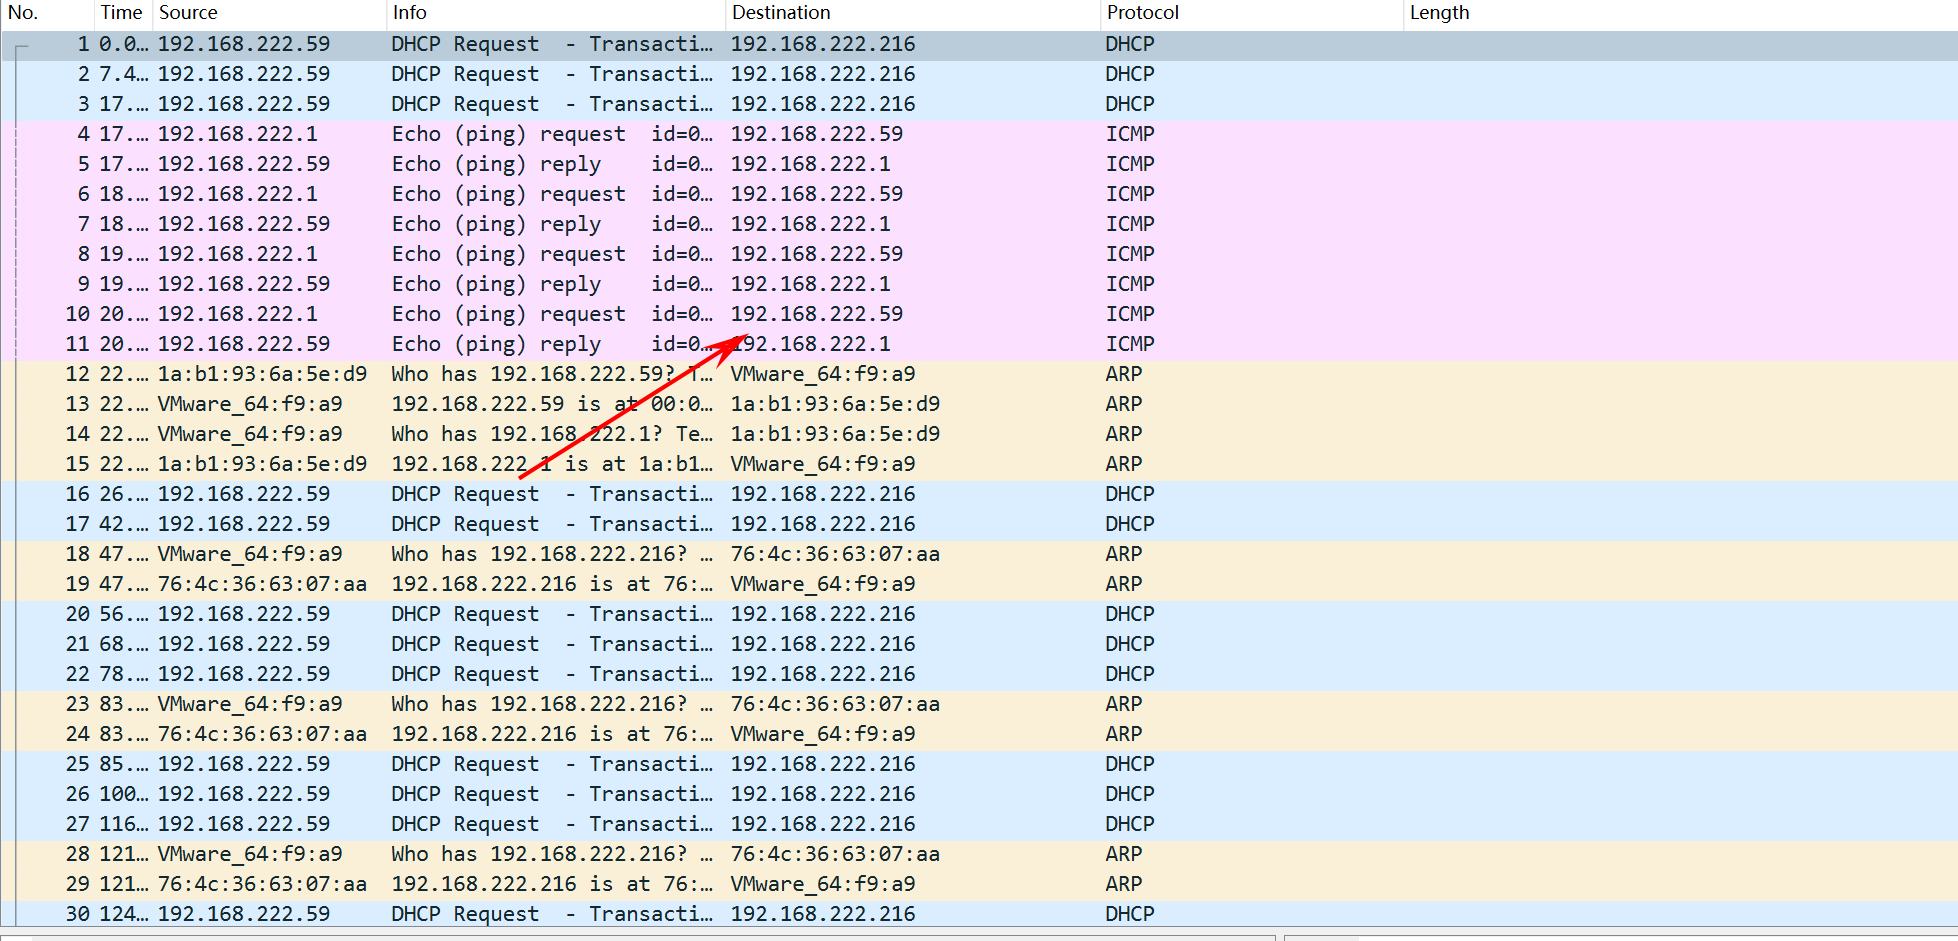 No. Time Source Info Destination Protocol Length
1 0.0… 192.168.222.59 DHCP Request - Transacti… 192.168.222.216 DHCP
2 7.4… 192.168.222.59 DHCP Request - Transacti… 192.168.222.216 DHCP
3 17.… 192.168.222.59 DHCP Request - Transacti… 192.168.222.216 DHCP
4 17.… 192.168.222.1 Echo (ping) request id=0… 192.168.222.59 ICMP
5 17.… 192.168.222.59 Echo (ping) reply id=0… 192.168.222.1 ICMP
6 18.… 192.168.222.1 Echo (ping) request id=0… 192.168.222.59 ICMP
7 18.… 192.168.222.59 Echo (ping) reply id=0… 192.168.222.1 ICMP
8 19.… 192.168.222.1 Echo (ping) request id=0… 192.168.222.59 ICMP
9 19.… 192.168.222.59 Echo (ping) reply id=0… 192.168.222.1 ICMP
10 20.… 192.168.222.1 Echo (ping) request id=0… 192.168.222.59 ICMP
11 20.… 192.168.222.59 Echo (ping) reply id=0… 192.168.222.1 ICMP
12 22.… 1a:b1:93:6a:5e:d9 Who has 192.168.222.59? T… VMware_64:f9:a9 ARP
13 22.… VMware_64:f9:a9 192.168.222.59 is at 00:0… 1a:b1:93:6a:5e:d9 ARP
14 22.… VMware_64:f9:a9 Who has 192.168.222.1? Te… 1a:b1:93:6a:5e:d9 ARP
15 22.… 1a:b1:93:6a:5e:d9 192.168.222.1 is at 1a:b1… VMware_64:f9:a9 ARP
16 26.… 192.168.222.59 DHCP Request - Transacti… 192.168.222.216 DHCP
17 42.… 192.168.222.59 DHCP Request - Transacti… 192.168.222.216 DHCP
18 47.… VMware_64:f9:a9 Who has 192.168.222.216? … 76:4c:36:63:07:aa ARP
19 47.… 76:4c:36:63:07:aa 192.168.222.216 is at 76:… VMware_64:f9:a9 ARP
20 56.… 192.168.222.59 DHCP Request - Transacti… 192.168.222.216 DHCP
21 68.… 192.168.222.59 DHCP Request - Transacti… 192.168.222.216 DHCP
22 78.… 192.168.222.59 DHCP Request - Transacti… 192.168.222.216 DHCP
23 83.… VMware_64:f9:a9 Who has 192.168.222.216? … 76:4c:36:63:07:aa ARP
24 83.… 76:4c:36:63:07:aa 192.168.222.216 is at 76:… VMware_64:f9:a9 ARP
25 85.… 192.168.222.59 DHCP Request - Transacti… 192.168.222.216 DHCP
26 100… 192.168.222.59 DHCP Request - Transacti… 192.168.222.216 DHCP
27 116… 192.168.222.59 DHCP Request - Transacti… 192.168.222.216 DHCP
28 121… VMware_64:f9:a9 Who has 192.168.222.216? … 76:4c:36:63:07:aa ARP
29 121… 76:4c:36:63:07:aa 192.168.222.216 is at 76:… VMware_64:f9:a9 ARP
30 124… 192.168.222.59 DHCP Request - Transacti… 192.168.222.216 DHCP